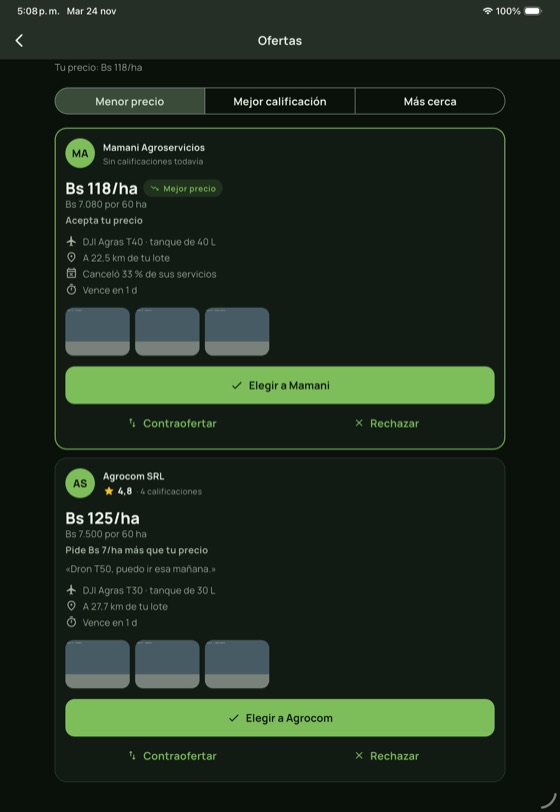 5:08 p. m. Mar 24 nov
100%
Ofertas
Tu precio: Bs 118/ha
Menor precio
Mejor calificación
Más cerca
MA
Mamani Agroservicios
Sin calificaciones todavía
Bs 118/ha
Mejor precio
Bs 7.080 por 60 ha
Acepta tu precio
DJI Agras T40 · tanque de 40 L
A 22,5 km de tu lote
Canceló 33 % de sus servicios
Vence en 1 d
Elegir a Mamani
Contraofertar
Rechazar
AS
Agrocom SRL
4,8 · 4 calificaciones
Bs 125/ha
Bs 7.500 por 60 ha
Pide Bs 7/ha más que tu precio
«Dron T50, puedo ir esa mañana.»
DJI Agras T30 · tanque de 30 L
A 27,7 km de tu lote
Vence en 1 d
Elegir a Agrocom
Contraofertar
Rechazar